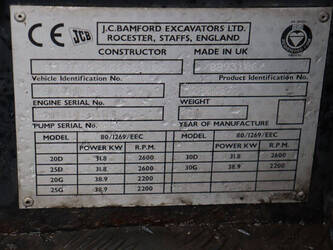 CE JCB J.C.BAMFORD EXCAVATORS LTD.
ROCESTER, STAFFS, ENGLAND
CONSTRUCTOR MADE IN UK
Vehicle Identification No. Product Identification No.
ENGINE SERIAL No. WEIGHT
PUMP SERIAL No. YEAR OF MANUFACTURE
MODEL 80/1269/EEC MODEL 80/1269/EEC
POWER KW R.P.M. POWER KW R.P.M.
20D 31.8 2600 30D 31.8 2600
25D 31.8 2600 30G 38.9 2200
20G 38.9 2200
25G 38.9 2200